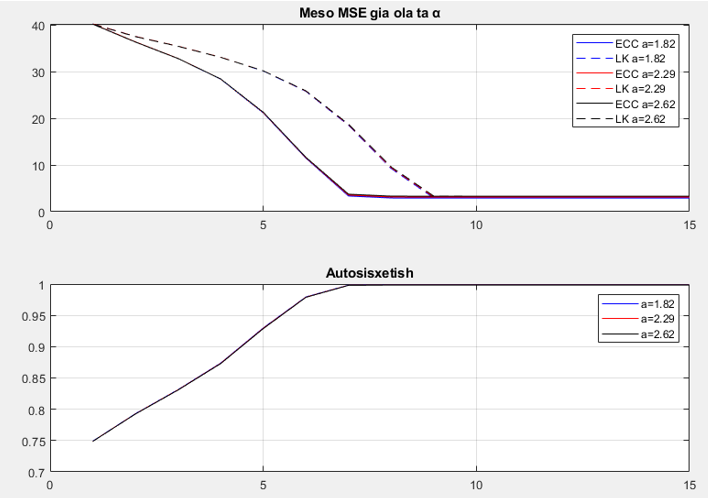 Meso MSE gia ola ta α
40
30
20
10
0
0
5
10
15
ECC a=1.82
LK a=1.82
ECC a=2.29
LK a=2.29
ECC a=2.62
LK a=2.62
Autosisxetish
1
0.95
0.9
0.85
0.8
0.75
0.7
0
5
10
15
a=1.82
a=2.29
a=2.62